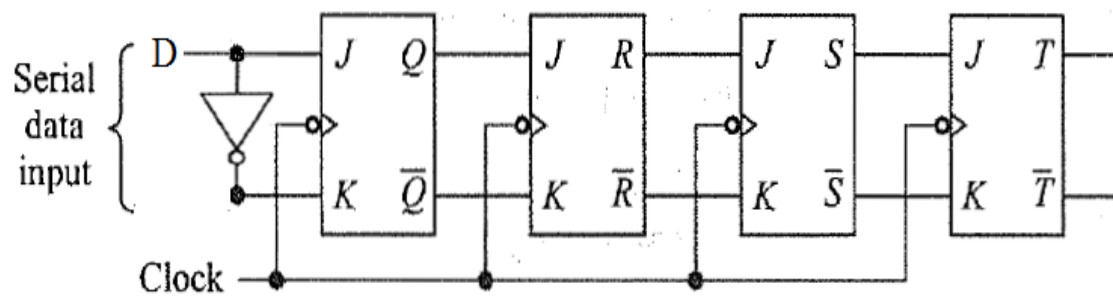 D J Q J R J S J T
Serial
data
input
K Q̅ K R̅ K S̅ K T̅
Clock